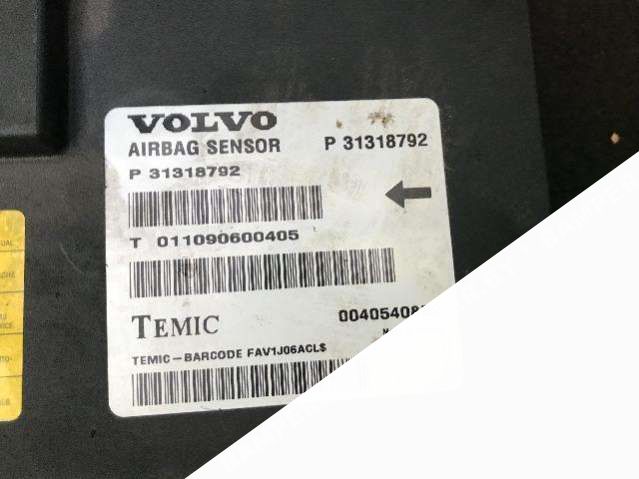 VOLVO
AIRBAG SENSOR P 31318792
P 31318792
T 011090600405
TEMIC
TEMIC-BARCODE FAV1J06ACL$